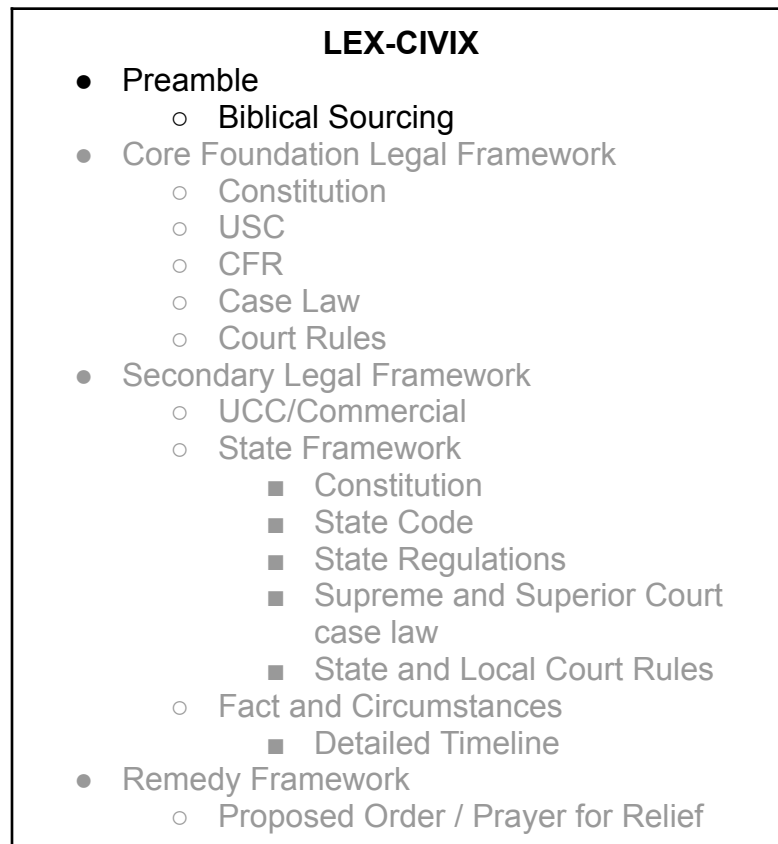 LEX-CIVIX
● Preamble
○ Biblical Sourcing
● Core Foundation Legal Framework
○ Constitution
○ USC
○ CFR
○ Case Law
○ Court Rules
● Secondary Legal Framework
○ UCC/Commercial
○ State Framework
■ Constitution
■ State Code
■ State Regulations
■ Supreme and Superior Court
case law
■ State and Local Court Rules
○ Fact and Circumstances
■ Detailed Timeline
● Remedy Framework
○ Proposed Order / Prayer for Relief